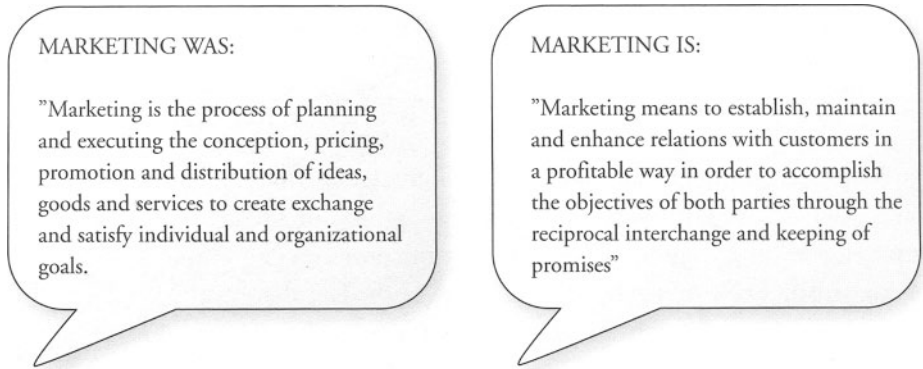 MARKETING WAS:
”Marketing is the process of planning
and executing the conception, pricing,
promotion and distribution of ideas,
goods and services to create exchange
and satisfy individual and organizational
goals.
MARKETING IS:
”Marketing means to establish, maintain
and enhance relations with customers in
a profitable way in order to accomplish
the objectives of both parties through the
reciprocal interchange and keeping of
promises”